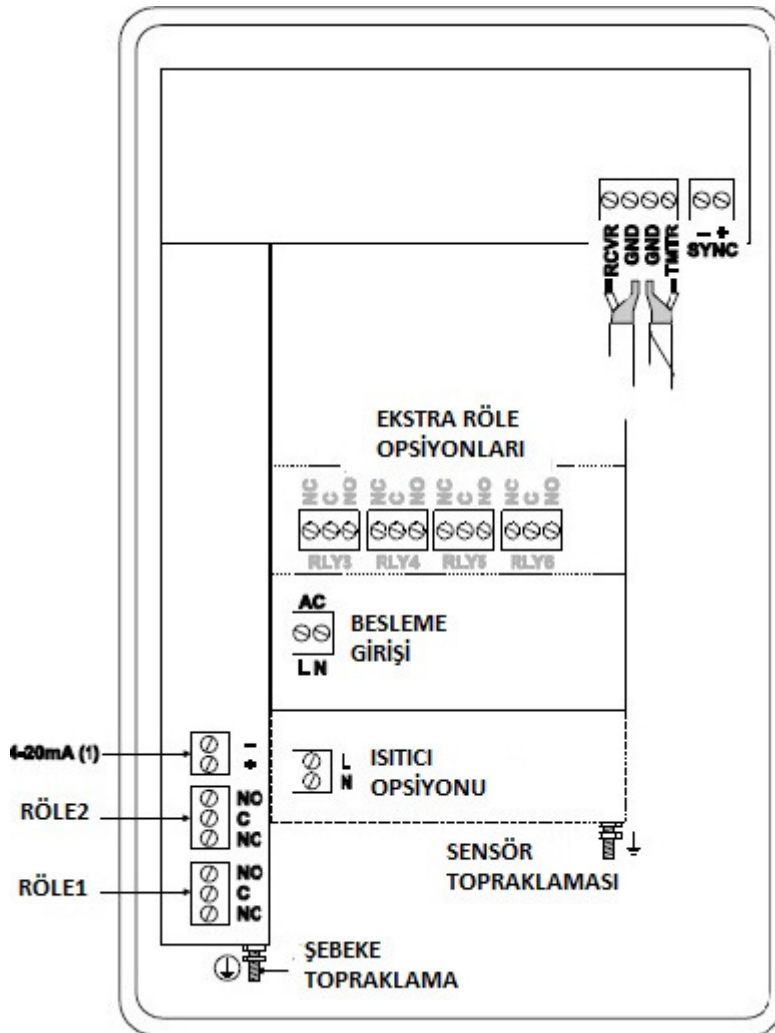 RCVR GND GND TMTR
- +
SYNC
EKSTRA RÖLE
OPSİYONLARI
NC C NO NC C NO NC C NO NC C NO
RLY3 RLY4 RLY5 RLY6
AC
BESLEME
GİRİŞİ
L N
4-20mA (1)
-
+
L
N
ISITICI
OPSİYONU
RÖLE2
NO
C
NC
RÖLE1
NO
C
NC
SENSÖR
TOPRAKLAMASI
ŞEBEKE
TOPRAKLAMA